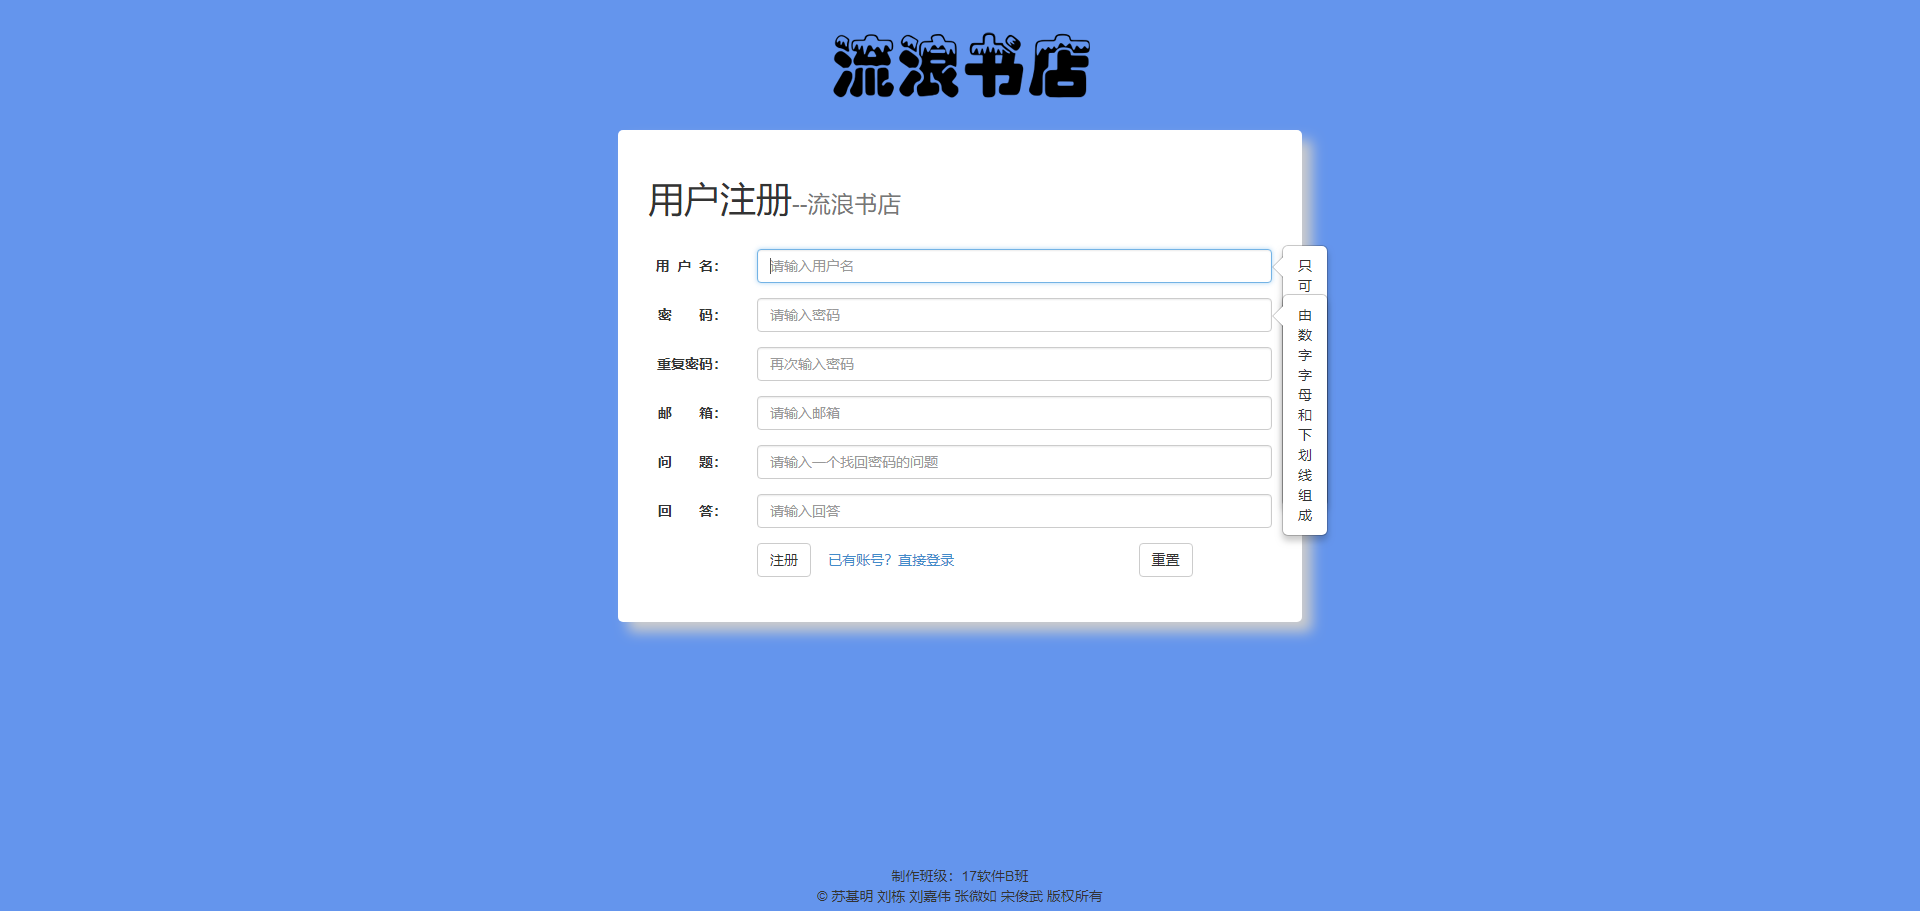 流浪书店
用户注册--流浪书店
用 户 名：
请输入用户名
只
可
密 码：
请输入密码
由
数
字
字
母
和
下
划
线
组
成
重复密码：
再次输入密码
邮 箱：
请输入邮箱
问 题：
请输入一个找回密码的问题
回 答：
请输入回答
注册 已有账号？直接登录 重置
制作班级：17软件B班
© 苏基明 刘栋 刘嘉伟 张微如 宋俊武 版权所有